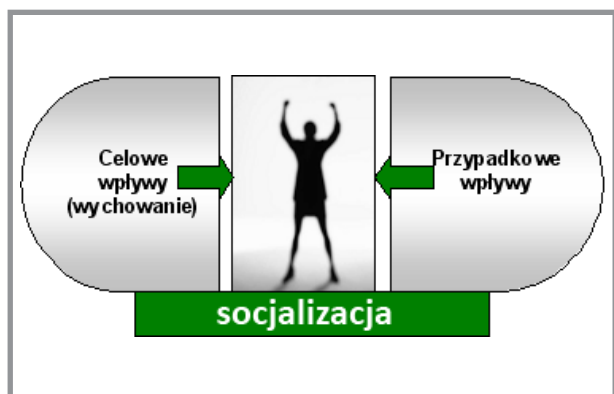 Celowe
wpływy
(wychowanie)
Przypadkowe
wpływy
socjalizacja